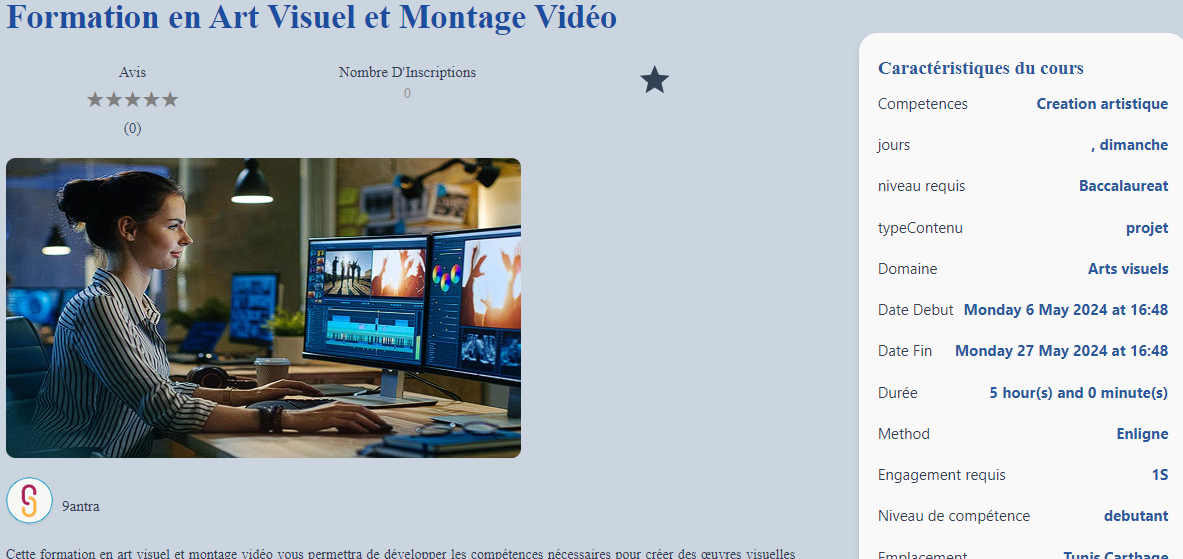 Formation en Art Visuel et Montage Vidéo
Avis
Nombre D'Inscriptions
0
(0)
9antra
Cette formation en art visuel et montage vidéo vous permettra de développer les compétences nécessaires pour créer des œuvres visuelles
Caractéristiques du cours
Competences Creation artistique
jours , dimanche
niveau requis Baccalaureat
typeContenu projet
Domaine Arts visuels
Date Debut Monday 6 May 2024 at 16:48
Date Fin Monday 27 May 2024 at 16:48
Durée 5 hour(s) and 0 minute(s)
Method Enligne
Engagement requis 1S
Niveau de compétence debutant
Emplacement Tunis Carthage